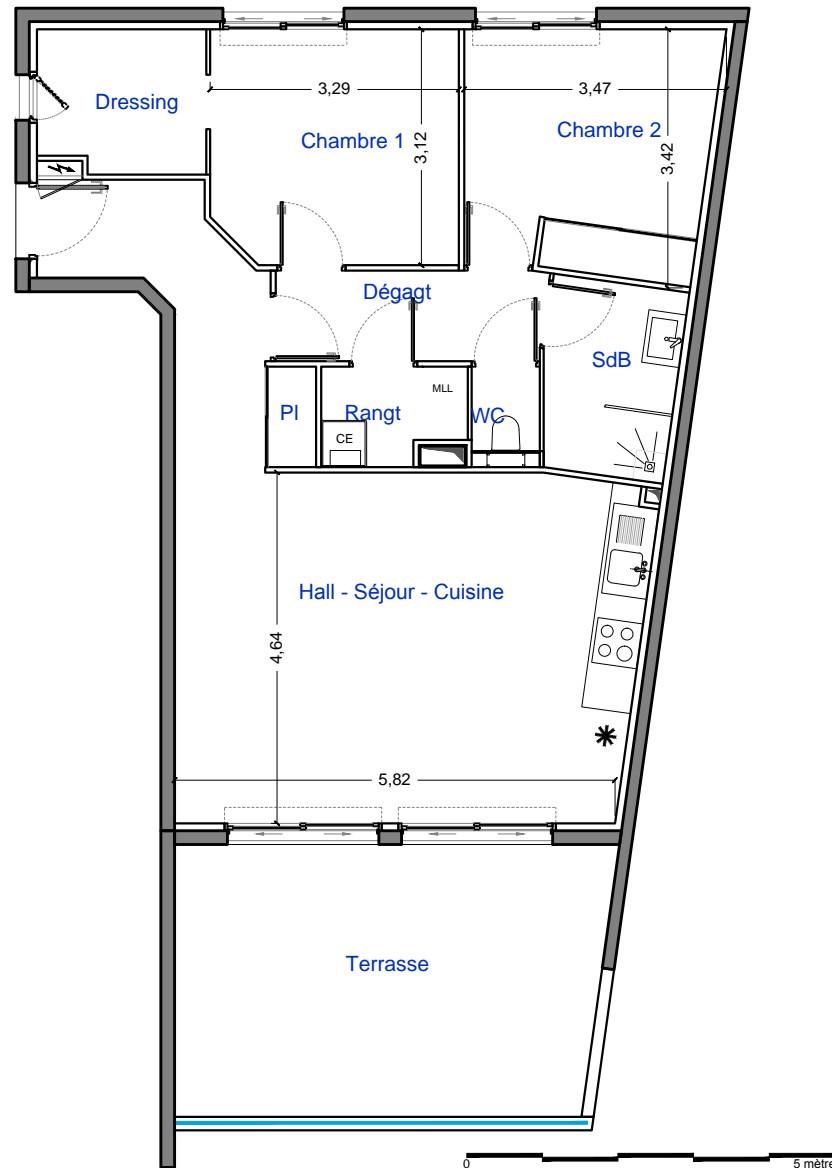 3,29
3,47
Dressing
Chambre 1
Chambre 2
3,12
3,42
Dégagt
SdB
MLL
Pl
Rangt
WC
CE
Hall - Séjour - Cuisine
4,64
5,82
Terrasse
0
5 mètre